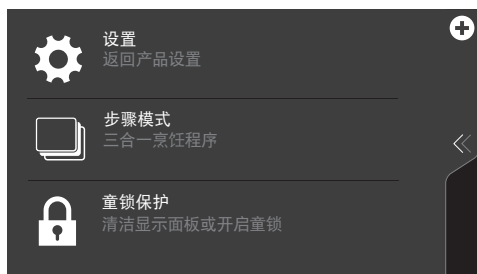 设置
返回产品设置
步骤模式
三合一烹饪程序
童锁保护
清洁显示面板或开启童锁